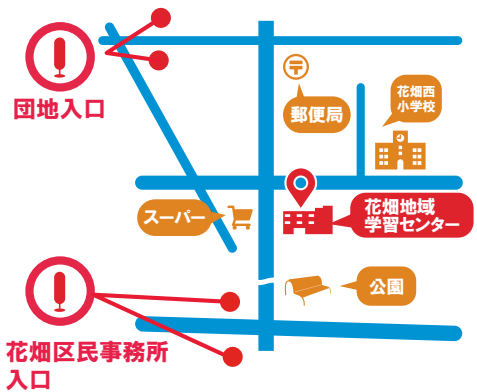 団地入口
郵便局
花畑西
小学校
スーパー
花畑地域
学習センター
公園
花畑区民事務所
入口